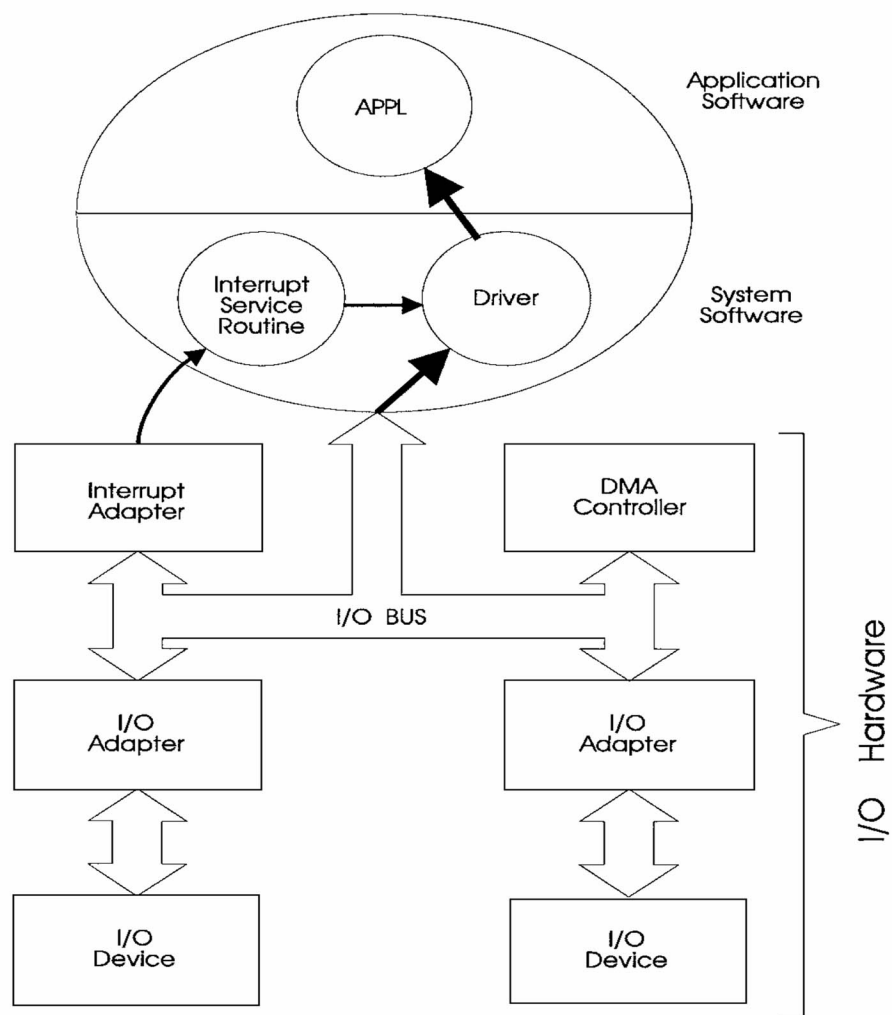 Application
Software
APPL
Interrupt
Service
Routine
Driver
System
Software
Interrupt
Adapter
DMA
Controller
I/O BUS
I/O
Adapter
I/O
Adapter
I/O Hardware
I/O
Device
I/O
Device